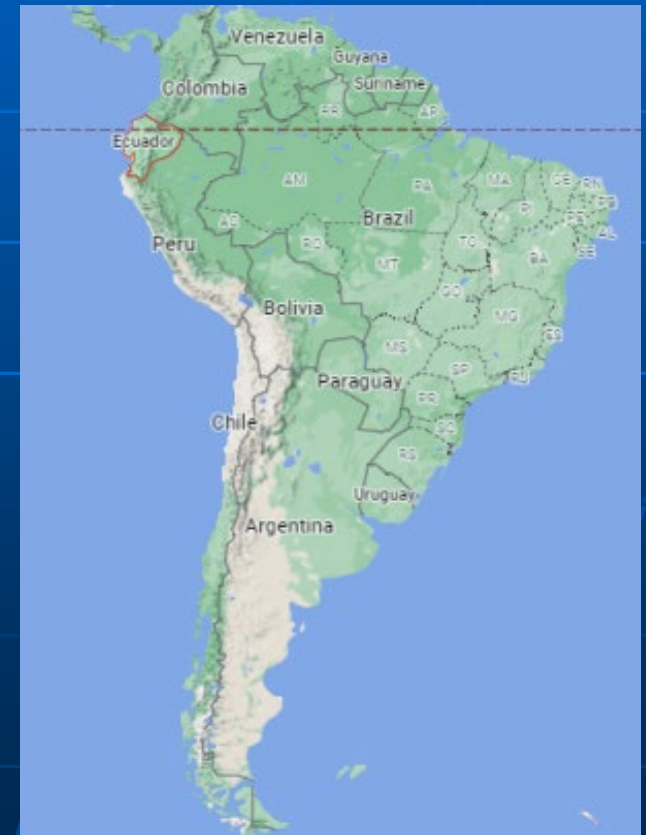 Venezuela
Guyana
Suriname
Colombia
RR
AP
Ecuador
AM
PA
MA
CE
RN
PB
PI
PE
AL
SE
AC
Brazil
Peru
RO
TO
MT
BA
GO
Bolivia
MG
ES
MS
SP
RJ
Paraguay
PR
Chile
SC
RS
Uruguay
Argentina